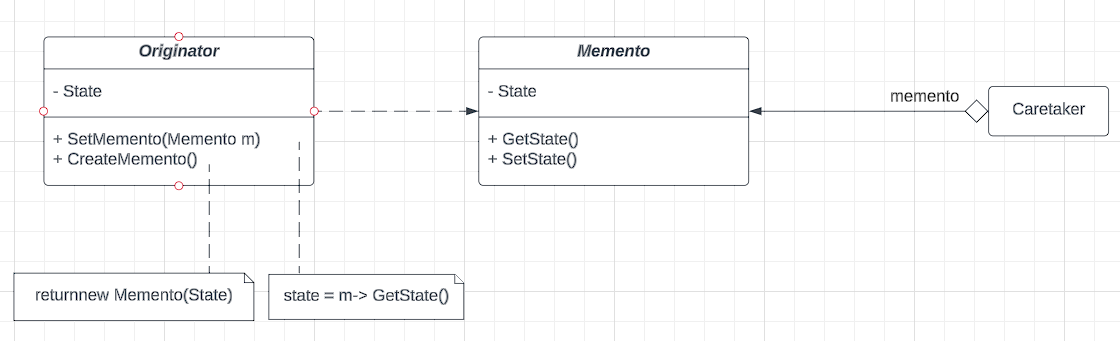 Originator
- State
+ SetMemento(Memento m)
+ CreateMemento()
Memento
- State
+ GetState()
+ SetState()
memento
Caretaker
returnnew Memento(State)
state = m-> GetState()